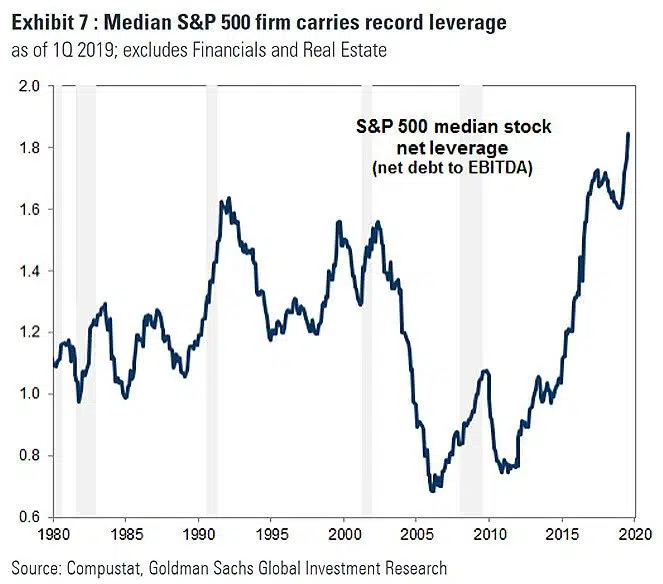 Exhibit 7 : Median S&P 500 firm carries record leverage
as of 1Q 2019; excludes Financials and Real Estate
2.0
1.8
1.6
1.4
1.2
1.0
0.8
0.6
S&P 500 median stock
net leverage
(net debt to EBITDA)
1980 1985 1990 1995 2000 2005 2010 2015 2020
Source: Compustat, Goldman Sachs Global Investment Research